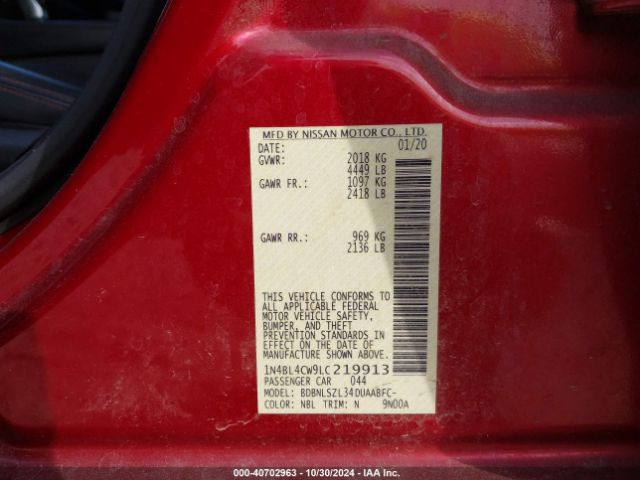 MFD BY NISSAN MOTOR CO., LTD.
DATE: 01/20
GVWR: 2018 KG
4449 LB
GAWR FR.: 1097 KG
2418 LB
GAWR RR.: 969 KG
2136 LB
THIS VEHICLE CONFORMS TO
ALL APPLICABLE FEDERAL
MOTOR VEHICLE SAFETY,
BUMPER, AND THEFT
PREVENTION STANDARDS IN
EFFECT ON THE DATE OF
MANUFACTURE SHOWN ABOVE.
1N4BL4CW9LC219913
PASSENGER CAR 044
MODEL: BDBNLSZL34DUAABFC-
COLOR: NBL TRIM: N 9N00A
000-40702963 - 10/30/2024 - IAA Inc.